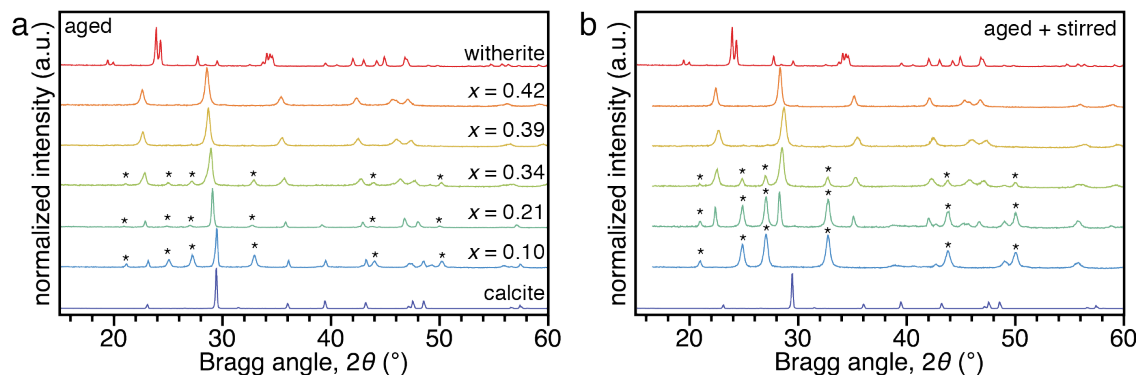 a
aged
witherite
x = 0.42
x = 0.39
x = 0.34
* * * * * *
x = 0.21
* * * * * *
x = 0.10
* * * * * *
calcite
normalized intensity (a.u.)
20 30 40 50 60
Bragg angle, 2θ (°)
b
aged + stirred
* * * * * *
* * * * * *
* * * * * *
normalized intensity (a.u.)
20 30 40 50 60
Bragg angle, 2θ (°)